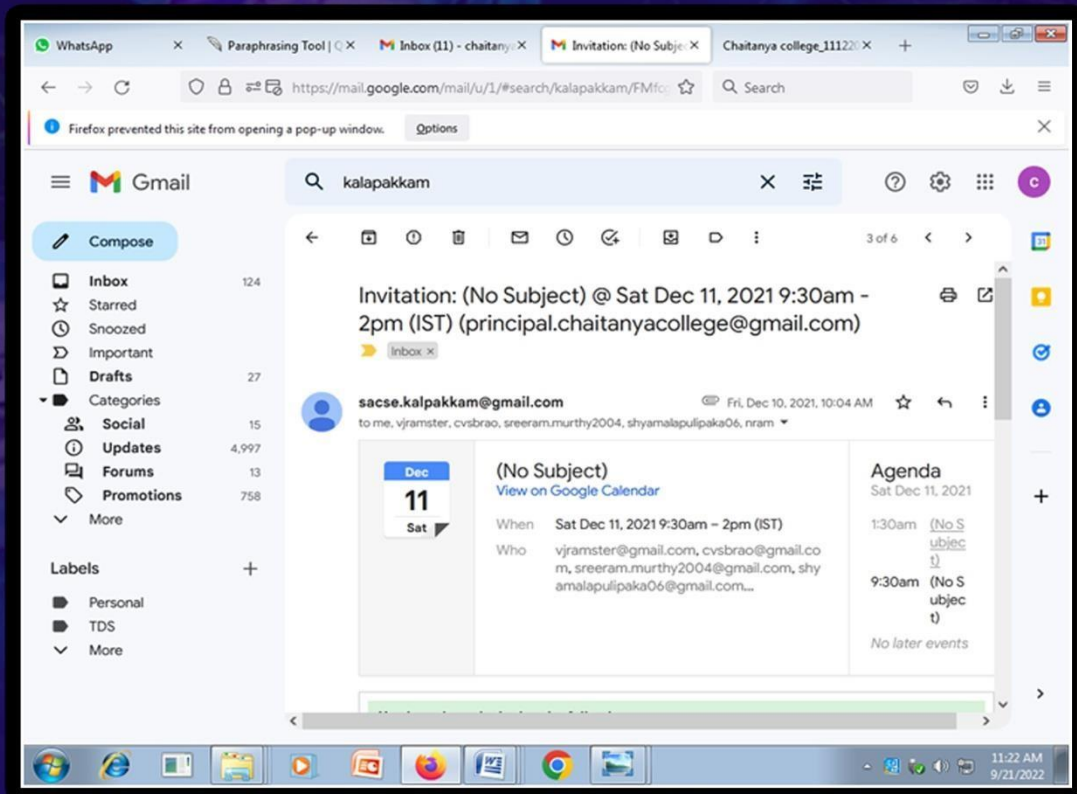 WhatsApp
Paraphrasing Tool | Q
Inbox (11) - chaitanya
Invitation: (No Subjec
Chaitanya college_111220
https://mail.google.com/mail/u/1/#search/kalapakkam/FMfcg
Search
Firefox prevented this site from opening a pop-up window.
Options
Gmail
kalapakkam
C
Compose
3 of 6
31
Inbox 124
Starred
Snoozed
Important
Drafts 27
Categories
Social 15
Updates 4,997
Forums 13
Promotions 758
More
Labels
Personal
TDS
More
Invitation: (No Subject) @ Sat Dec 11, 2021 9:30am -
2pm (IST) (principal.chaitanyacollege@gmail.com)
Inbox ×
sacse.kalpakkam@gmail.com
Fri, Dec 10, 2021, 10:04 AM
to me, vjramster, cvsbrao, sreeram.murthy2004, shyamalapulipaka06, nram
Dec
11
Sat
(No Subject)
View on Google Calendar
When Sat Dec 11, 2021 9:30am – 2pm (IST)
Who vjramster@gmail.com, cvsbrao@gmail.co
m, sreeram.murthy2004@gmail.com, shy
amalapulipaka06@gmail.com...
Agenda
Sat Dec 11, 2021
1:30am (No S
ubjec
t)
9:30am (No S
ubjec
t)
No later events
11:22 AM
9/21/2022